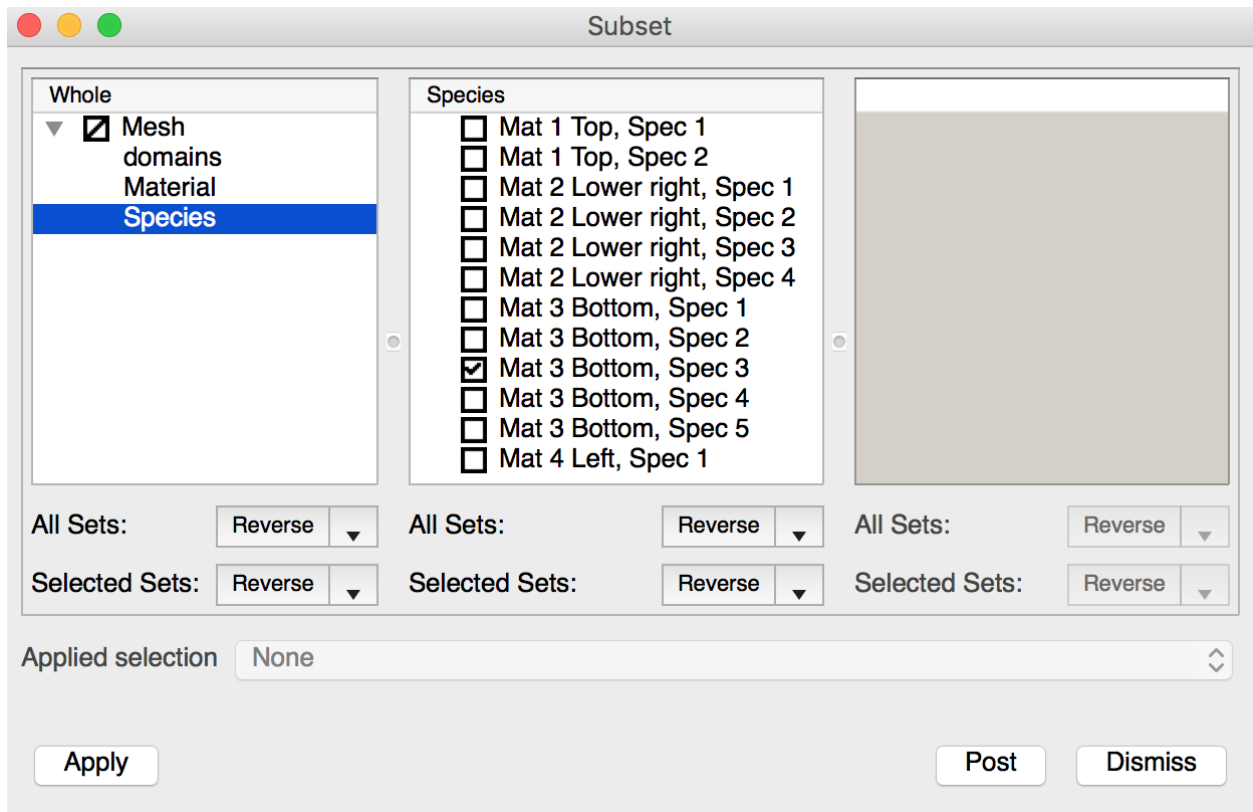 Subset
Whole
Mesh
domains
Material
Species
Species
Mat 1 Top, Spec 1
Mat 1 Top, Spec 2
Mat 2 Lower right, Spec 1
Mat 2 Lower right, Spec 2
Mat 2 Lower right, Spec 3
Mat 2 Lower right, Spec 4
Mat 3 Bottom, Spec 1
Mat 3 Bottom, Spec 2
Mat 3 Bottom, Spec 3
Mat 3 Bottom, Spec 4
Mat 3 Bottom, Spec 5
Mat 4 Left, Spec 1
All Sets: Reverse
Selected Sets: Reverse
All Sets: Reverse
Selected Sets: Reverse
All Sets: Reverse
Selected Sets: Reverse
Applied selection None
Apply Post Dismiss